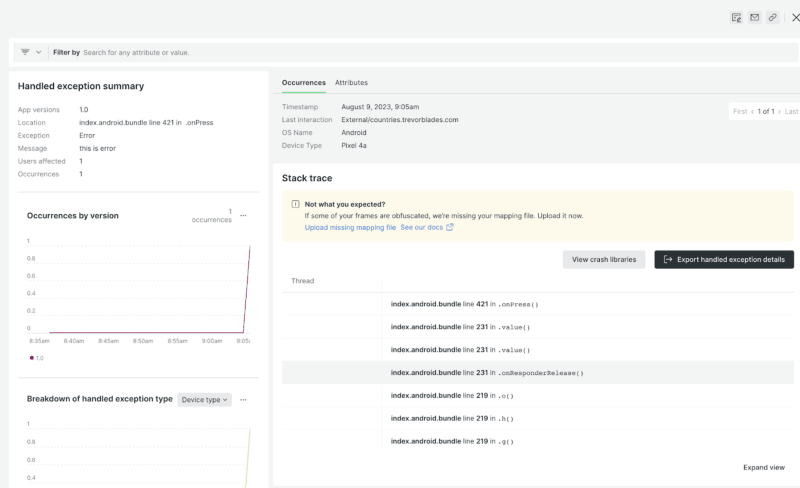 Filter by Search for any attribute or value.
Handled exception summary
App versions 1.0
Location index.android.bundle line 421 in .onPress
Exception Error
Message this is error
Users affected 1
Occurrences 1
Occurrences by version
1
occurrences
...
1
0.8
0.6
0.4
0.2
0
8:35am 8:40am 8:45am 8:50am 8:55am 9:00am 9:05
1.0
Breakdown of handled exception type Device type ...
1
0.8
0.6
0.4
Occurrences Attributes
Timestamp August 9, 2023, 9:05am
Last interaction External/countries.trevorblades.com
OS Name Android
Device Type Pixel 4a
First < 1 of 1 > Last
Stack trace
Not what you expected?
If some of your frames are obfuscated, we're missing your mapping file. Upload it now.
Upload missing mapping file See our docs
View crash libraries Export handled exception details
Thread
index.android.bundle line 421 in .onPress()
index.android.bundle line 231 in .value()
index.android.bundle line 231 in .value()
index.android.bundle line 231 in .onResponderRelease()
index.android.bundle line 219 in .o()
index.android.bundle line 219 in .h()
index.android.bundle line 219 in .g()
Expand view